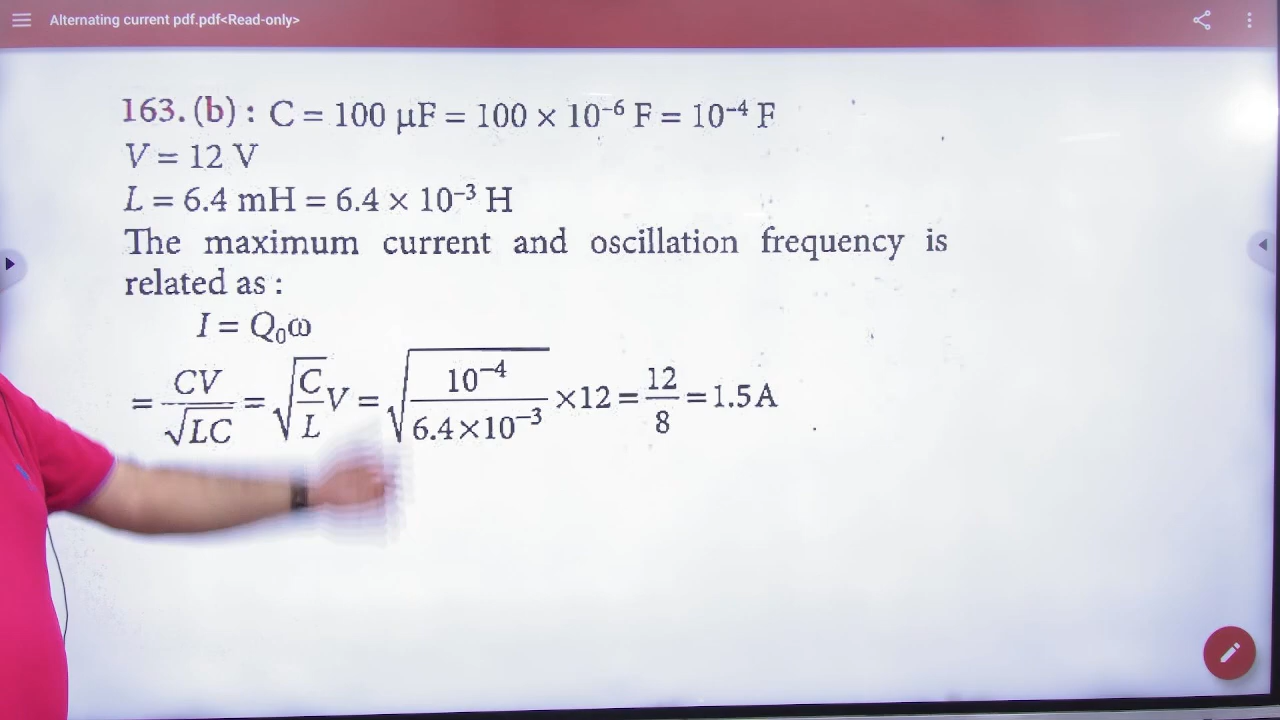 Alternating current pdf.pdf<Read-only>
163. (b) : C = 100 μF = 100 × 10⁻⁶ F = 10⁻⁴ F
V = 12 V
L = 6.4 mH = 6.4 × 10⁻³ H
The maximum current and oscillation frequency is
related as :
I = Q₀ω
= CV/√LC = √(C/L) V = √(10⁻⁴/6.4×10⁻³) ×12 = 12/8 = 1.5 A